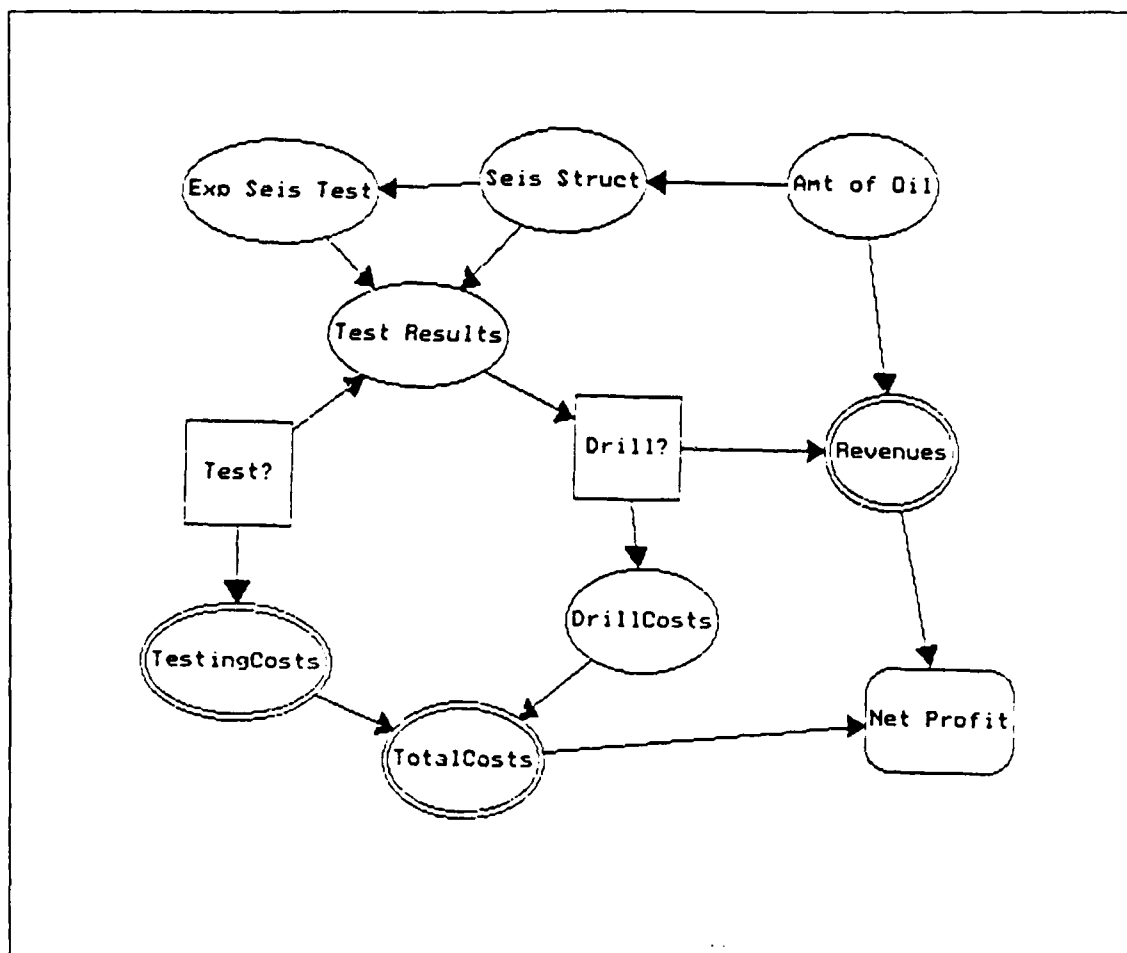 Exp Seis Test
Seis Struct
Amt of Oil
Test Results
Test?
Drill?
Revenues
TestingCosts
DrillCosts
TotalCosts
Net Profit